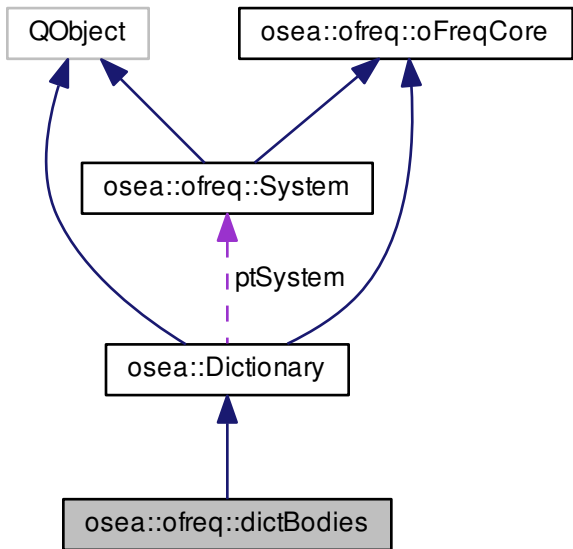 QObject
osea::ofreq::oFreqCore
osea::ofreq::System
ptSystem
osea::Dictionary
osea::ofreq::dictBodies